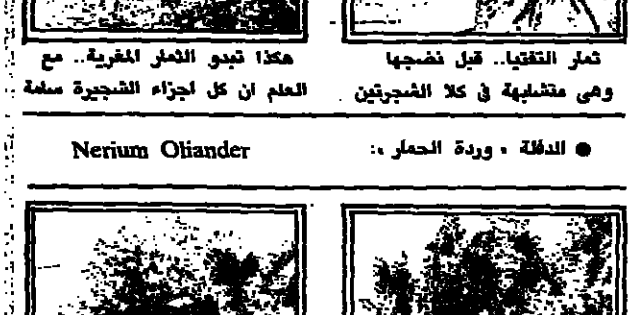 ثمار التفتيا.. قبل نضجها
وهى متشابهة في كلا الشجرتين
هكذا تبدو الثمار المغرية.. مع
العلم ان كل اجزاء الشجيرة سامة
● الدفلة « وردة الحمار »:
Nerium Oliander